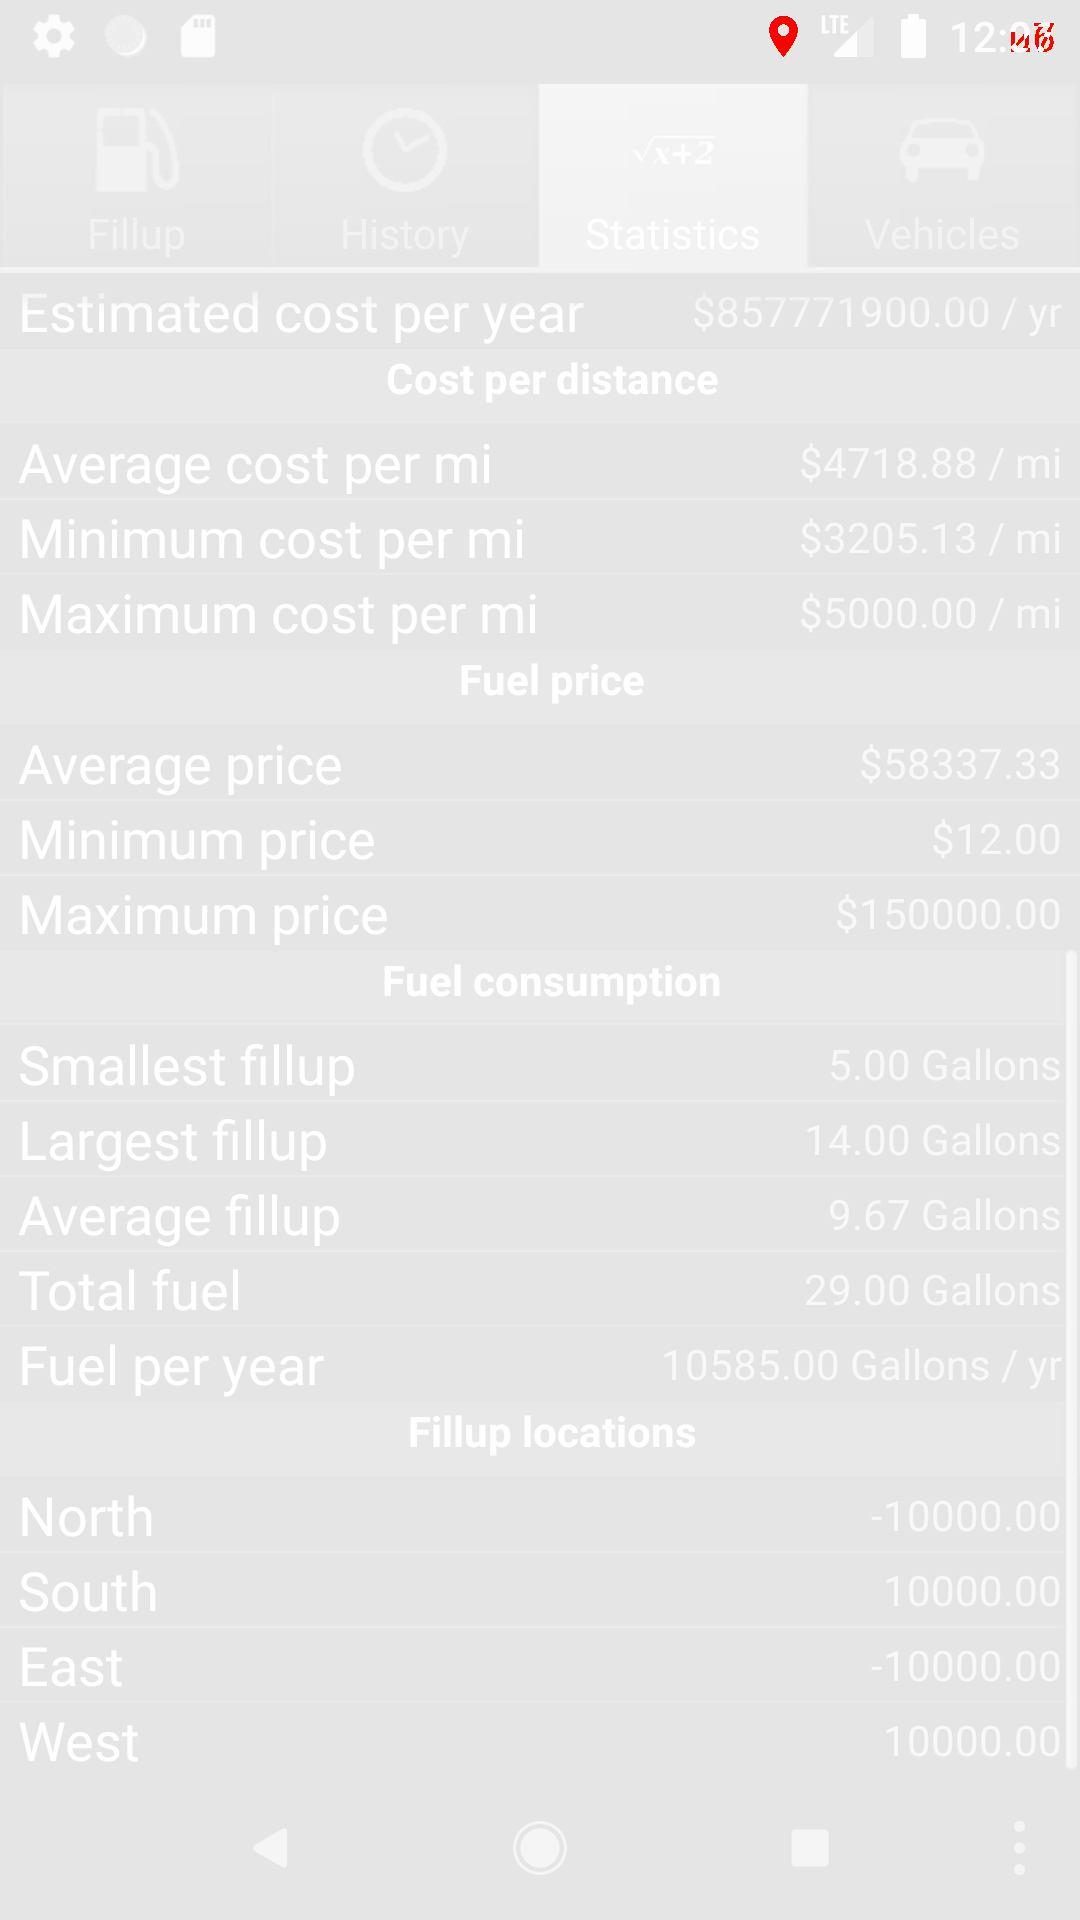 LTE
Fillup History √x+2 Statistics Vehicles
Estimated cost per year $857771900.00 / yr
Cost per distance
Average cost per mi $4718.88 / mi
Minimum cost per mi $3205.13 / mi
Maximum cost per mi $5000.00 / mi
Fuel price
Average price $58337.33
Minimum price $12.00
Maximum price $150000.00
Fuel consumption
Smallest fillup 5.00 Gallons
Largest fillup 14.00 Gallons
Average fillup 9.67 Gallons
Total fuel 29.00 Gallons
Fuel per year 10585.00 Gallons / yr
Fillup locations
North -10000.00
South 10000.00
East -10000.00
West 10000.00